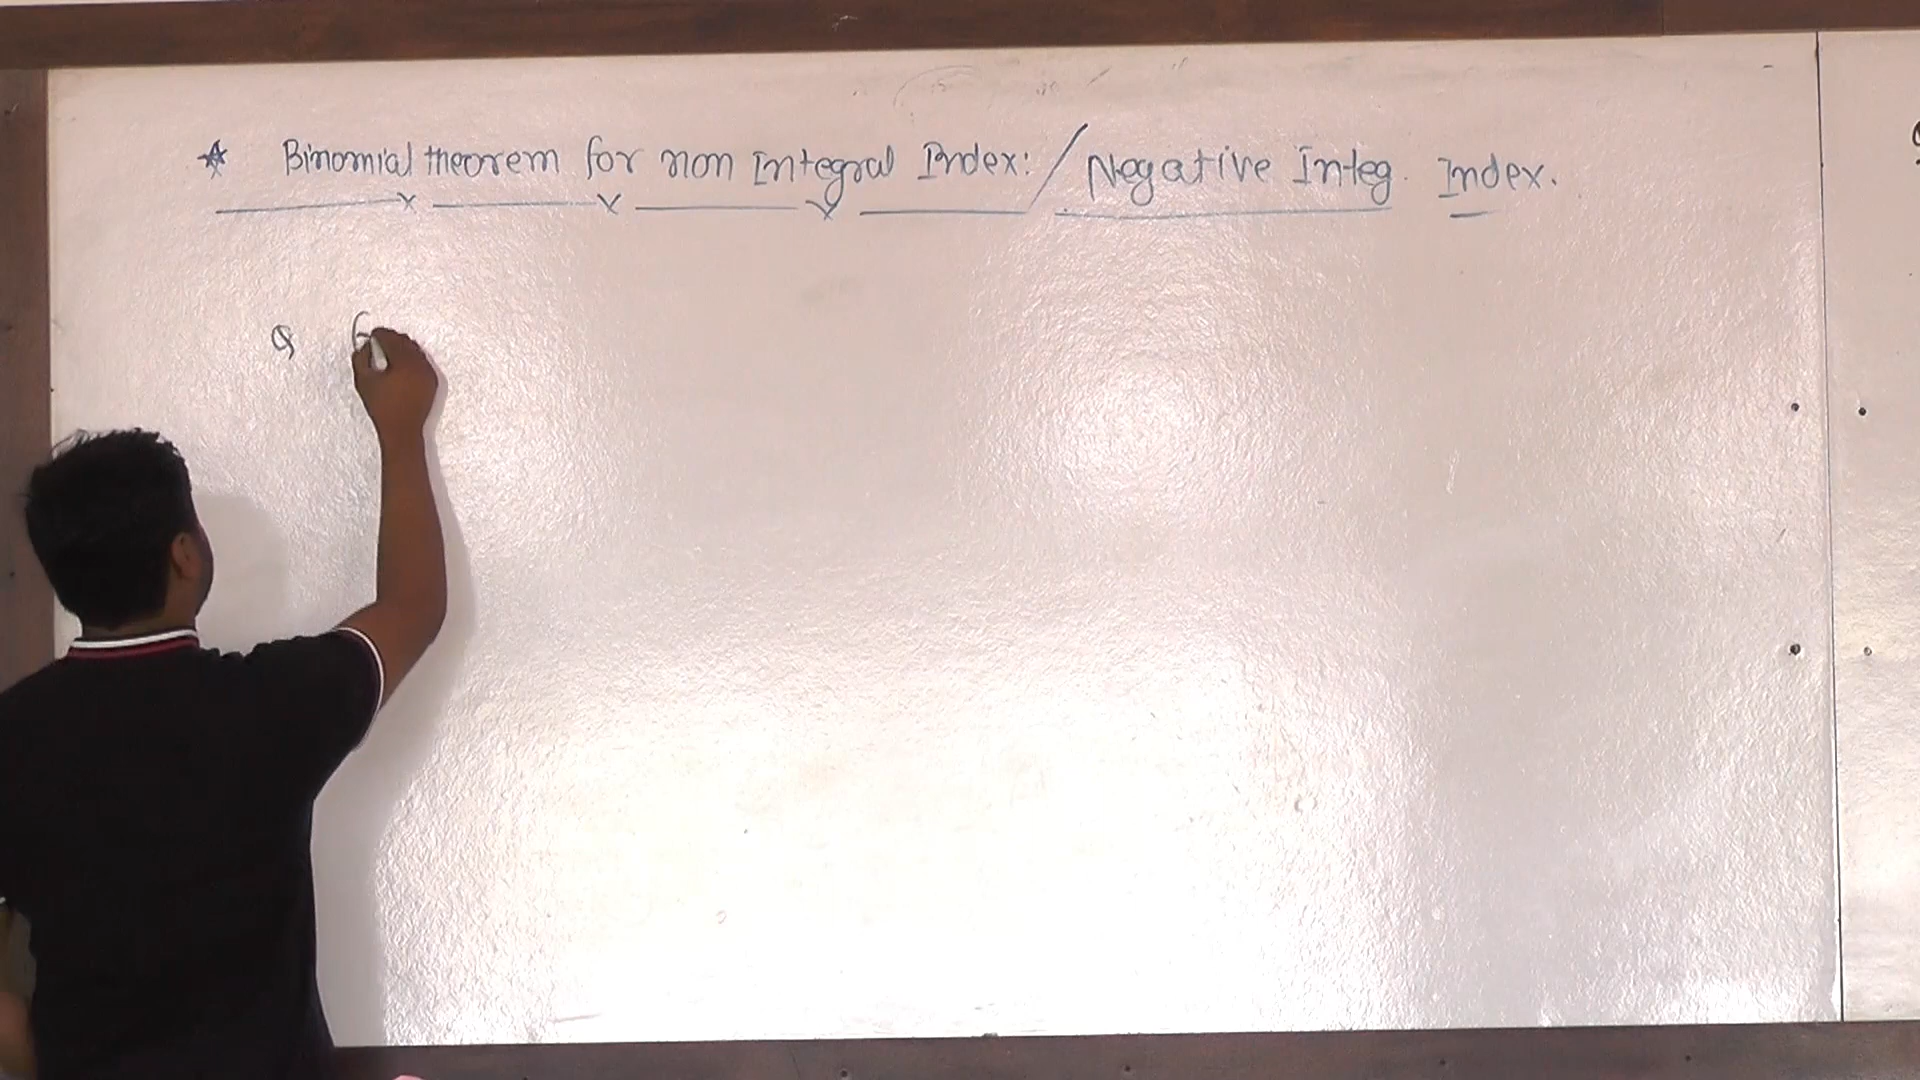 ☆ Binomial theorem for non Integral Index: / Negative Integ. Index.
Q